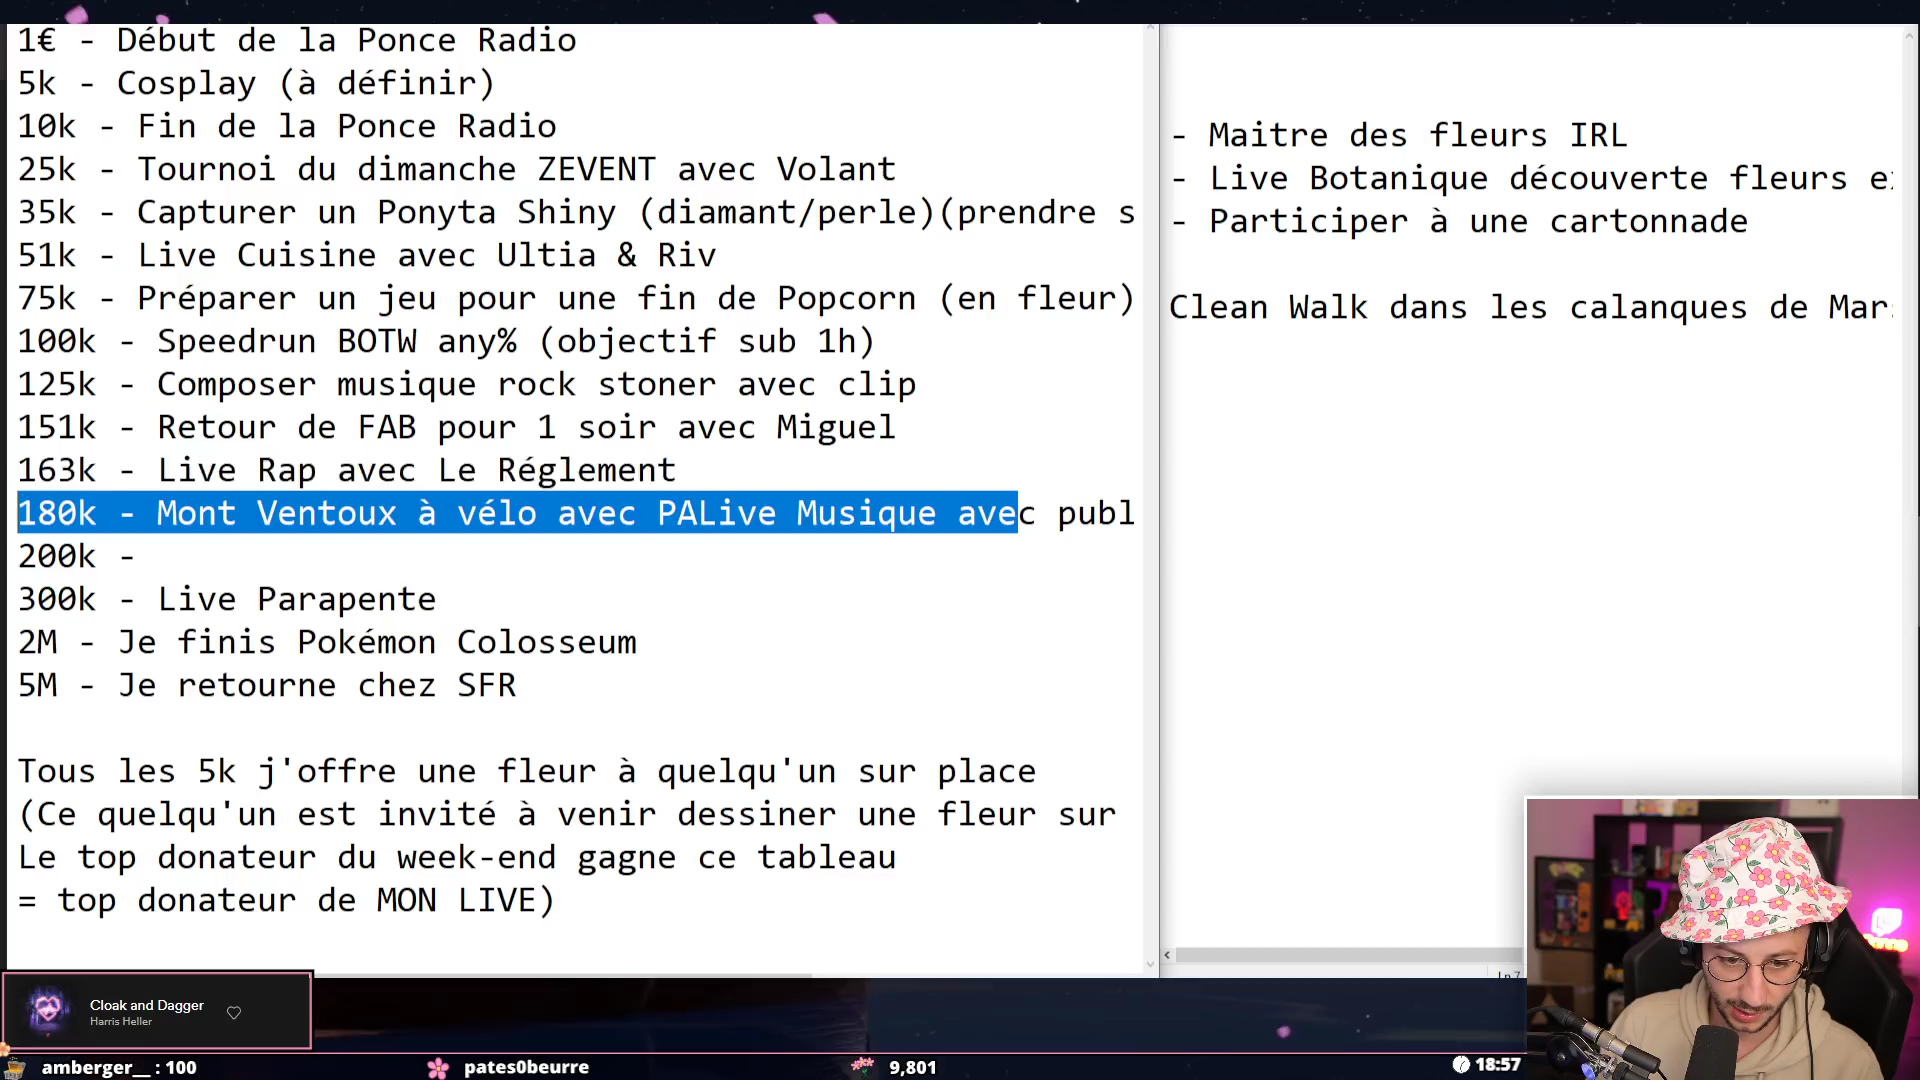 1€ - Début de la Ponce Radio
5k - Cosplay (à définir)
10k - Fin de la Ponce Radio
25k - Tournoi du dimanche ZEVENT avec Volant
35k - Capturer un Ponyta Shiny (diamant/perle)(prendre s
51k - Live Cuisine avec Ultia & Riv
75k - Préparer un jeu pour une fin de Popcorn (en fleur)
100k - Speedrun BOTW any% (objectif sub 1h)
125k - Composer musique rock stoner avec clip
151k - Retour de FAB pour 1 soir avec Miguel
163k - Live Rap avec Le Réglement
180k - Mont Ventoux à vélo avec PALive Musique avec publ
200k -
300k - Live Parapente
2M - Je finis Pokémon Colosseum
5M - Je retourne chez SFR
Tous les 5k j'offre une fleur à quelqu'un sur place
(Ce quelqu'un est invité à venir dessiner une fleur sur
Le top donateur du week-end gagne ce tableau
= top donateur de MON LIVE)
- Maitre des fleurs IRL
- Live Botanique découverte fleurs e
- Participer à une cartonnade
Clean Walk dans les calanques de Mar
Ln 7
Cloak and Dagger
Harris Heller
amberger__ : 100
pates0beurre
9,801
18:57